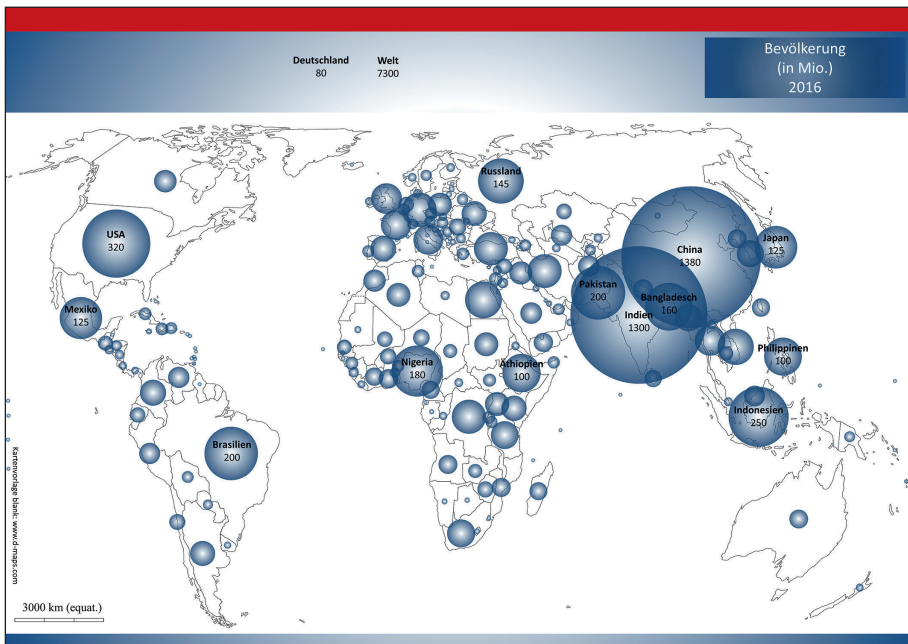 Deutschland
80
Welt
7300
Bevölkerung
(in Mio.)
2016
Russland
145
USA
320
China
1380
Japan
125
Pakistan
200
Bangladesch
160
Indien
1300
Mexiko
125
Nigeria
180
Äthiopien
100
Philippinen
100
Indonesien
250
Brasilien
200
Kartenvorlage blank: www.d-maps.com
3000 km (equat.)